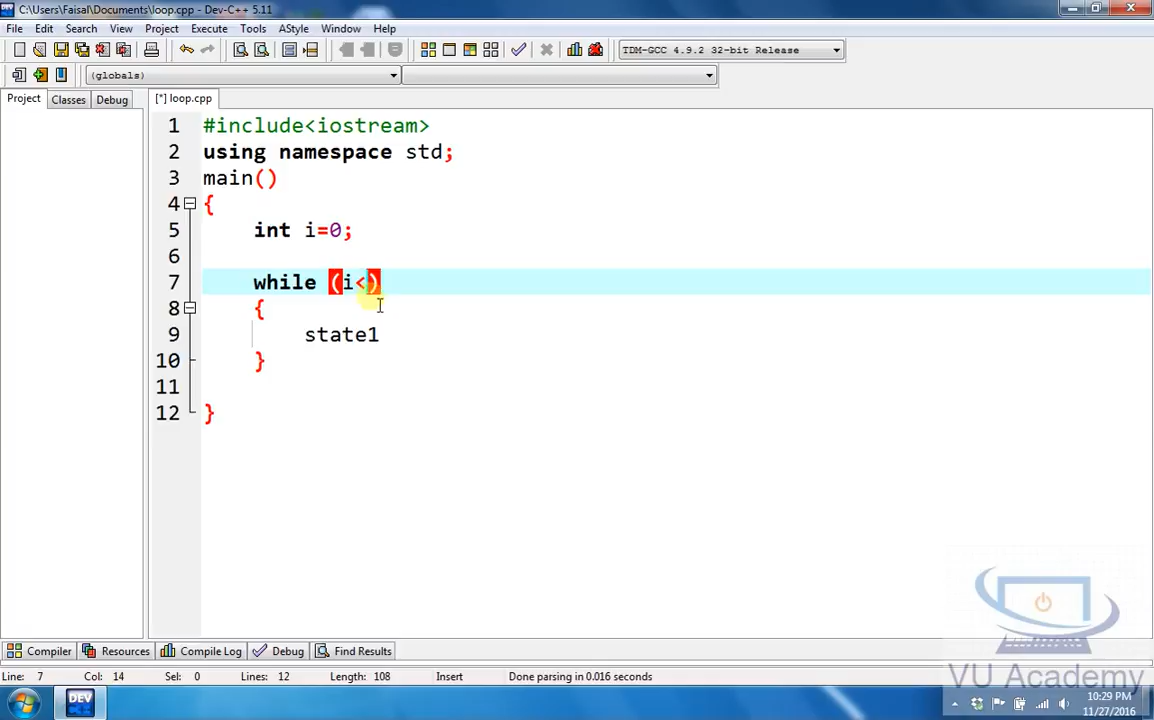 C:\Users\Faisal\Documents\loop.cpp - Dev-C++ 5.11
File Edit Search View Project Execute Tools AStyle Window Help
TDM-GCC 4.9.2 32-bit Release
(globals)
Project Classes Debug [*] loop.cpp
1 #include<iostream>
2 using namespace std;
3 main()
4 {
5 int i=0;
6
7 while (i<)
8 {
9 state1
10 }
11
12 }
VU Academy
Compiler Resources Compile Log Debug Find Results
Line: 7 Col: 14 Sel: 0 Lines: 12 Length: 108 Insert Done parsing in 0.016 seconds
DEV
10:29 PM
11/27/2016